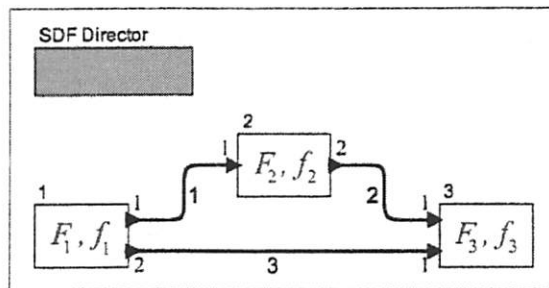 SDF Director
2
1 F₂, f₂ 2
1 1 1 2 1 3
F₁, f₁ F₃, f₃
2 3 1